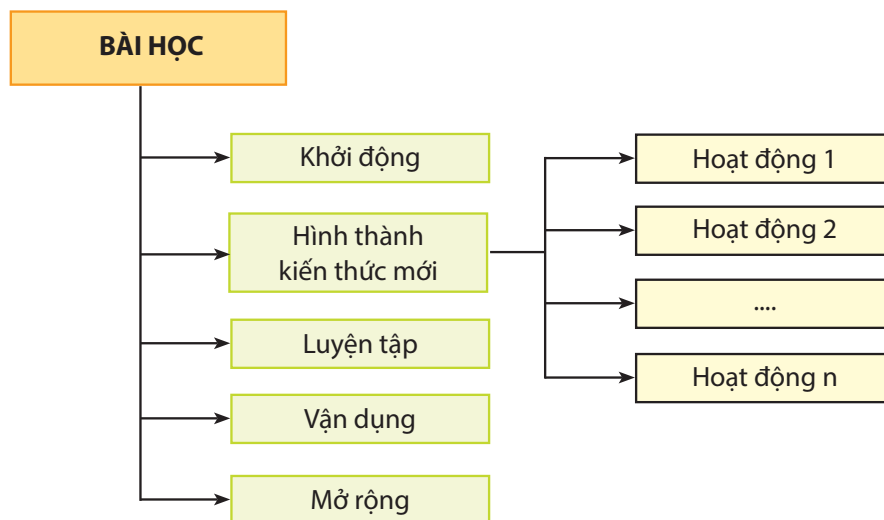 BÀI HỌC
Khởi động
Hình thành
kiến thức mới
Luyện tập
Vận dụng
Mở rộng
Hoạt động 1
Hoạt động 2
....
Hoạt động n